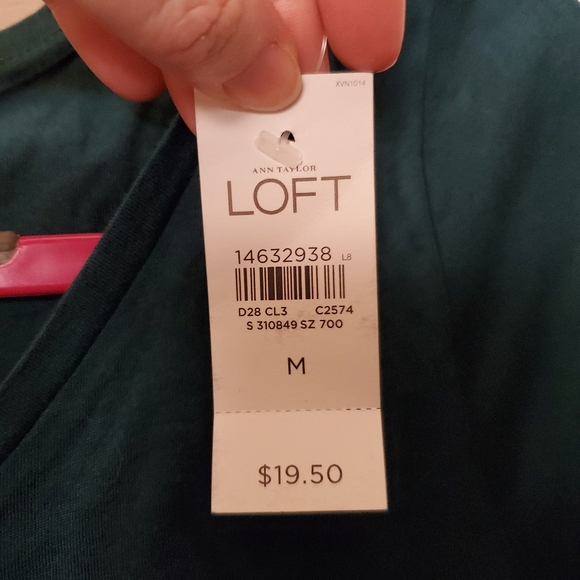 XVN1014
ANN TAYLOR
LOFT
14632938 L8
D28 CL3 C2574
S 310849 SZ 700
M
$19.50